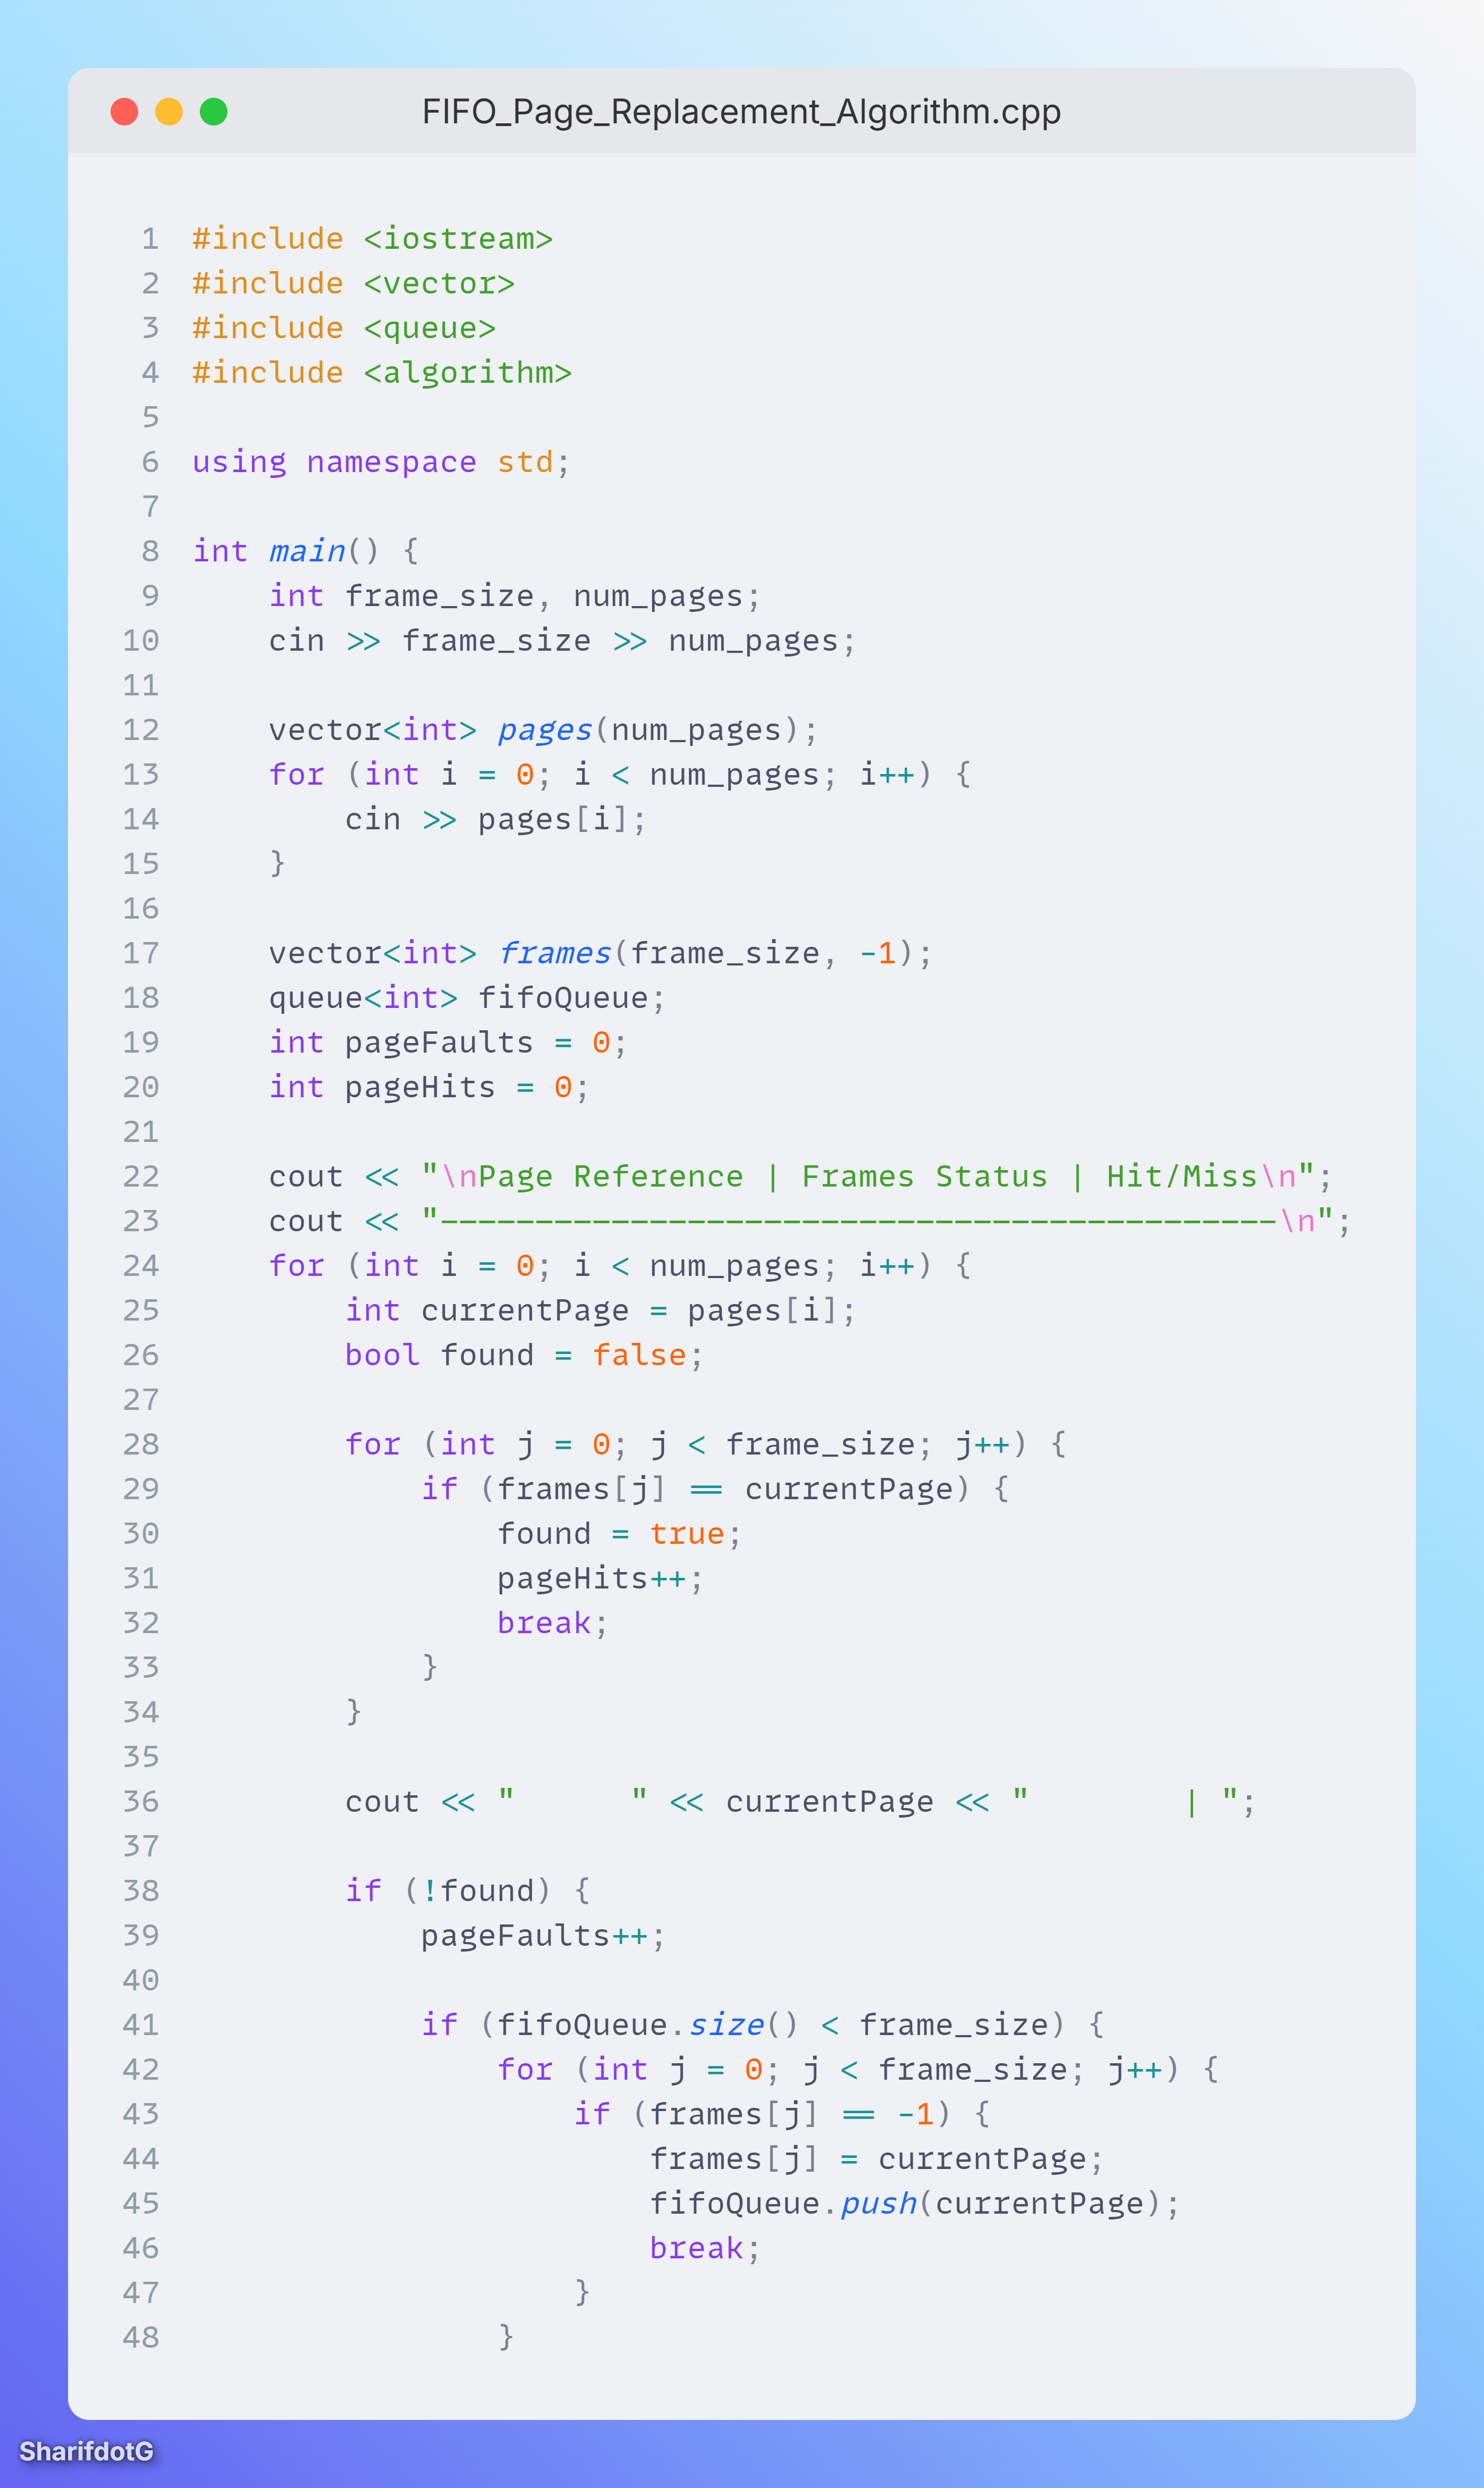 FIFO_Page_Replacement_Algorithm.cpp
1 #include <iostream>
2 #include <vector>
3 #include <queue>
4 #include <algorithm>
5
6 using namespace std;
7
8 int main() {
9     int frame_size, num_pages;
10     cin >> frame_size >> num_pages;
11
12     vector<int> pages(num_pages);
13     for (int i = 0; i < num_pages; i++) {
14         cin >> pages[i];
15     }
16
17     vector<int> frames(frame_size, -1);
18     queue<int> fifoQueue;
19     int pageFaults = 0;
20     int pageHits = 0;
21
22     cout << "\nPage Reference | Frames Status | Hit/Miss\n";
23     cout << "--------------------------------------------\n";
24     for (int i = 0; i < num_pages; i++) {
25         int currentPage = pages[i];
26         bool found = false;
27
28         for (int j = 0; j < frame_size; j++) {
29             if (frames[j] == currentPage) {
30                 found = true;
31                 pageHits++;
32                 break;
33             }
34         }
35
36         cout << "      " << currentPage << "        | ";
37
38         if (!found) {
39             pageFaults++;
40
41             if (fifoQueue.size() < frame_size) {
42                 for (int j = 0; j < frame_size; j++) {
43                     if (frames[j] == -1) {
44                         frames[j] = currentPage;
45                         fifoQueue.push(currentPage);
46                         break;
47                     }
48                 }
SharifdotG